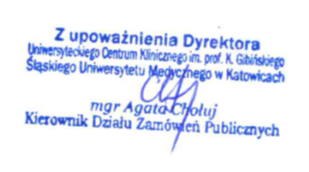 Z upoważnienia Dyrektora
Uniwersyteckiego Centrum Klinicznego im. prof. K. Gibińskiego
Śląskiego Uniwersytetu Medycznego w Katowicach
mgr Agata Chołuj
Kierownik Działu Zamówień Publicznych